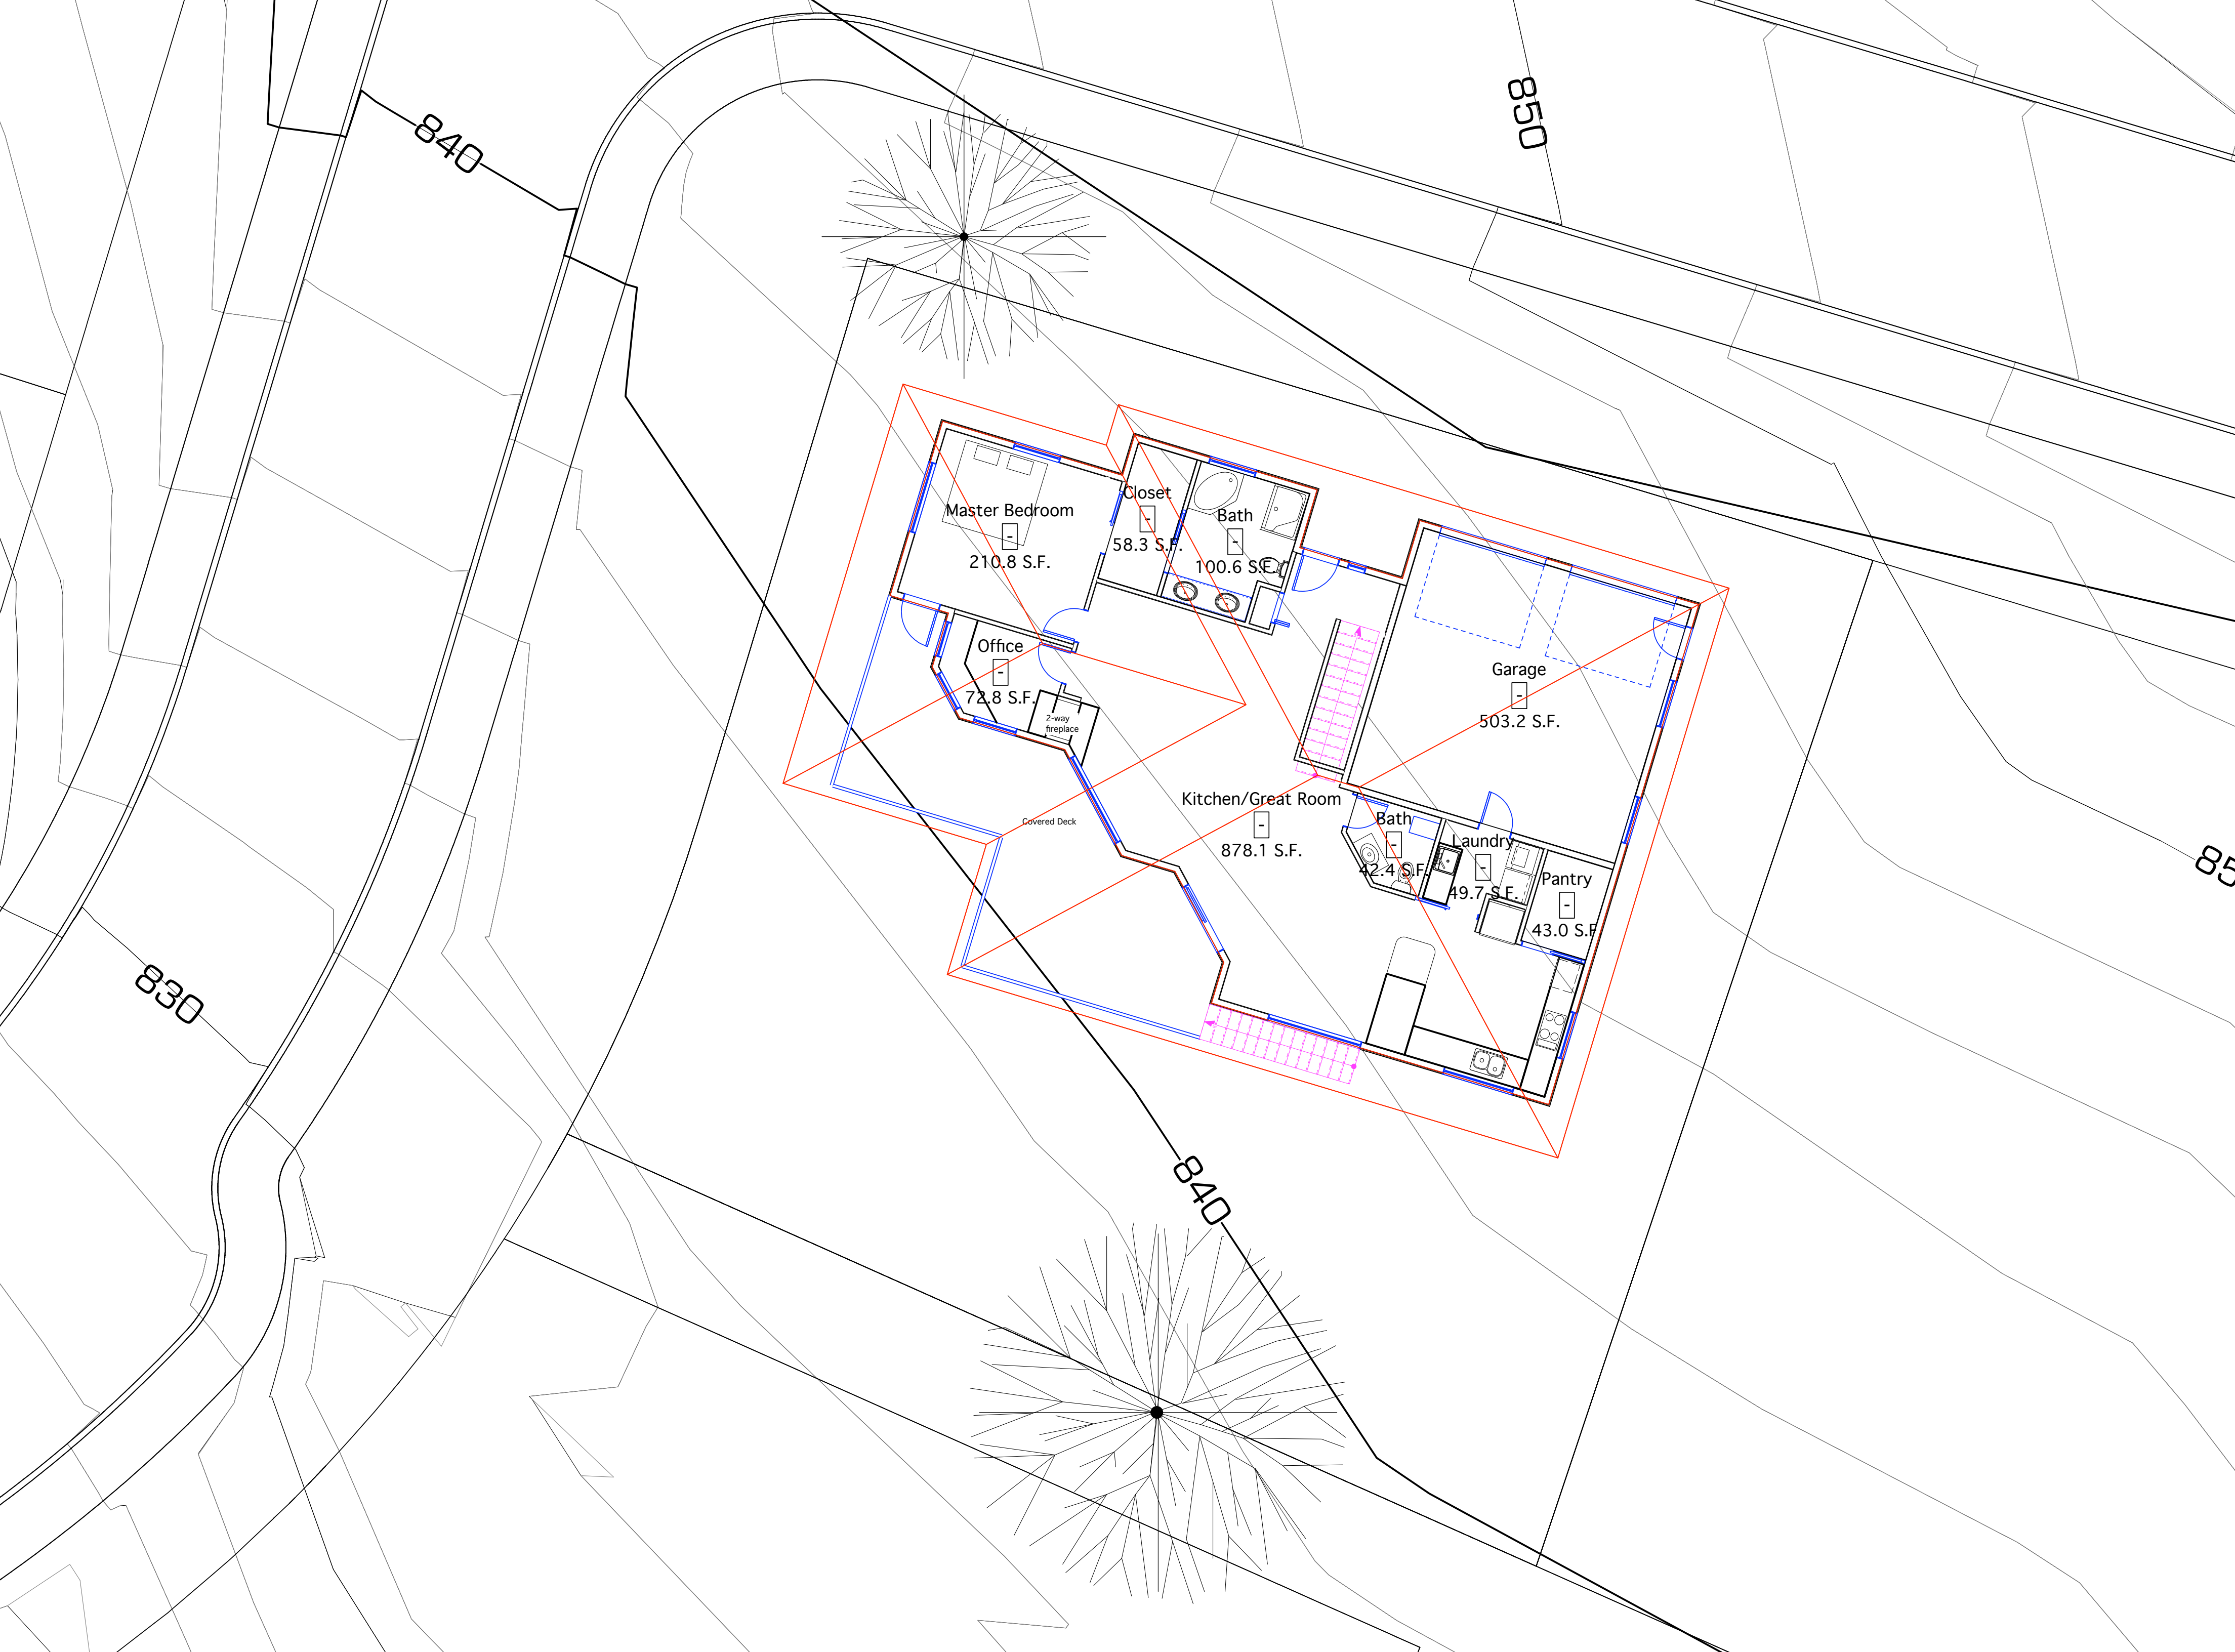 850
840
Master Bedroom
-
210.8 S.F.
Closet
-
58.3 S.F.
Bath
-
100.6 S.F.
Office
-
72.8 S.F.
2-way
fireplace
Garage
-
503.2 S.F.
Kitchen/Great Room
-
878.1 S.F.
Covered Deck
Bath
-
42.4 S.F.
Laundry
-
49.7 S.F.
Pantry
-
43.0 S.F.
85
830
840